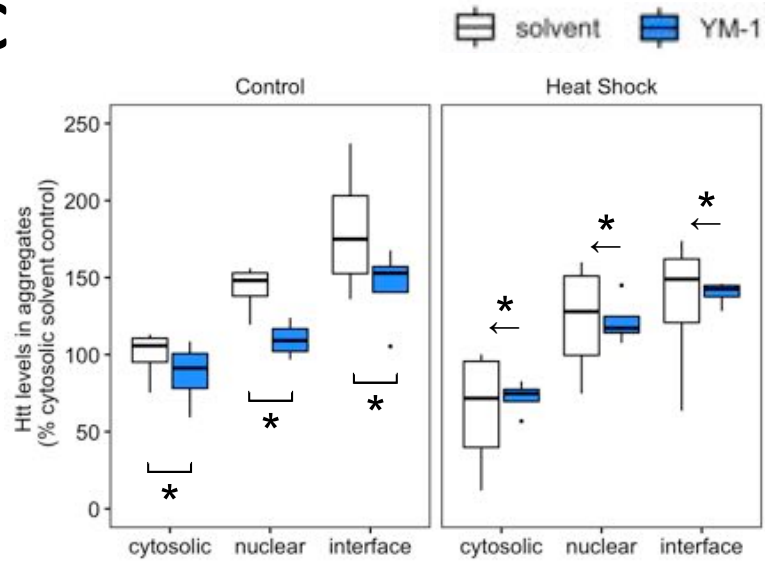 C
solvent YM-1
Control Heat Shock
Htt levels in aggregates
(% cytosolic solvent control)
250
200
150
100
50
0
* * *
← ← ←
* * *
cytosolic nuclear interface cytosolic nuclear interface